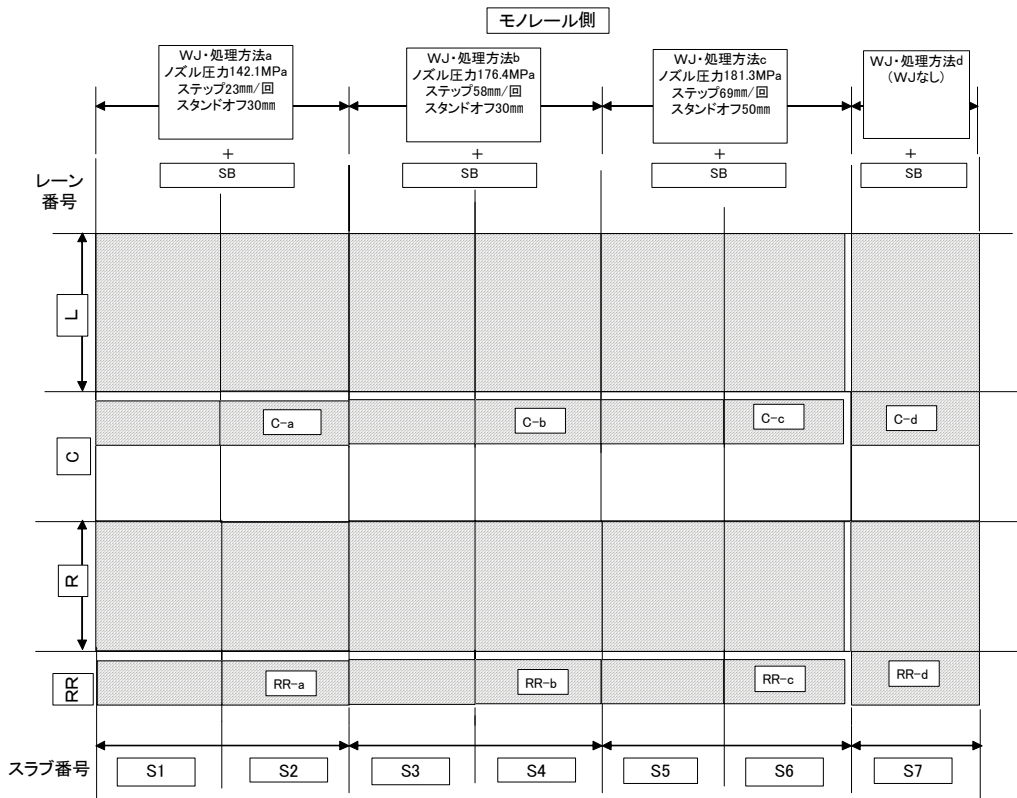 モノレール側
WJ・処理方法a
ノズル圧力142.1MPa
ステップ23㎜/回
スタンドオフ30㎜
WJ・処理方法b
ノズル圧力176.4MPa
ステップ58㎜/回
スタンドオフ30㎜
WJ・処理方法c
ノズル圧力181.3MPa
ステップ69㎜/回
スタンドオフ50㎜
WJ・処理方法d
（WJなし）
+
+
+
+
SB
SB
SB
SB
レーン
番号
L
C
C-a
C-b
C-c
C-d
R
RR
RR-a
RR-b
RR-c
RR-d
スラブ番号
S1
S2
S3
S4
S5
S6
S7